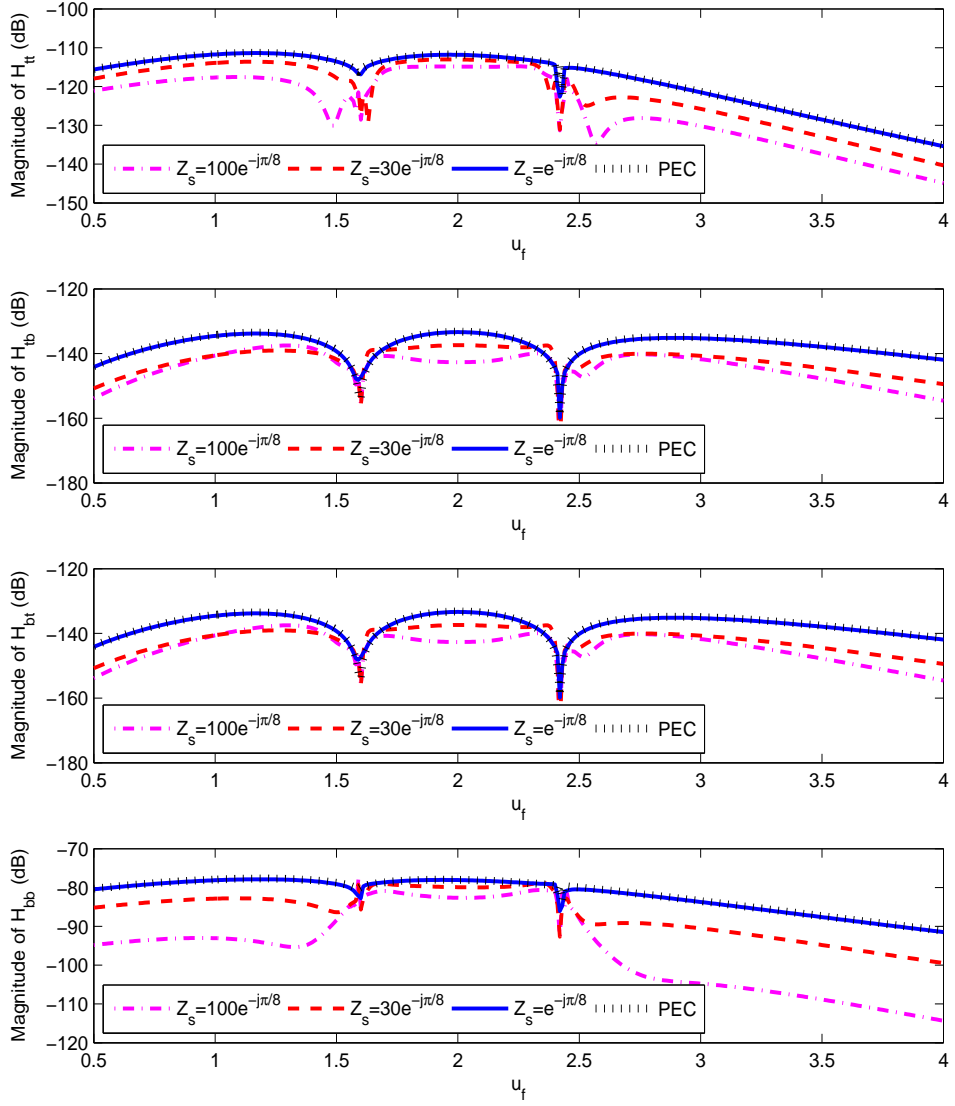 Magnitude of H_tt (dB)
−100
−110
−120
−130
−140
−150
Z_s=100e^{−jπ/8} Z_s=30e^{−jπ/8} Z_s=e^{−jπ/8} PEC
0.5 1 1.5 2 2.5 3 3.5 4
u_f
Magnitude of H_tb (dB)
−120
−140
−160
−180
Z_s=100e^{−jπ/8} Z_s=30e^{−jπ/8} Z_s=e^{−jπ/8} PEC
0.5 1 1.5 2 2.5 3 3.5 4
u_f
Magnitude of H_bt (dB)
−120
−140
−160
−180
Z_s=100e^{−jπ/8} Z_s=30e^{−jπ/8} Z_s=e^{−jπ/8} PEC
0.5 1 1.5 2 2.5 3 3.5 4
u_f
Magnitude of H_bb (dB)
−70
−80
−90
−100
−110
−120
Z_s=100e^{−jπ/8} Z_s=30e^{−jπ/8} Z_s=e^{−jπ/8} PEC
0.5 1 1.5 2 2.5 3 3.5 4
u_f